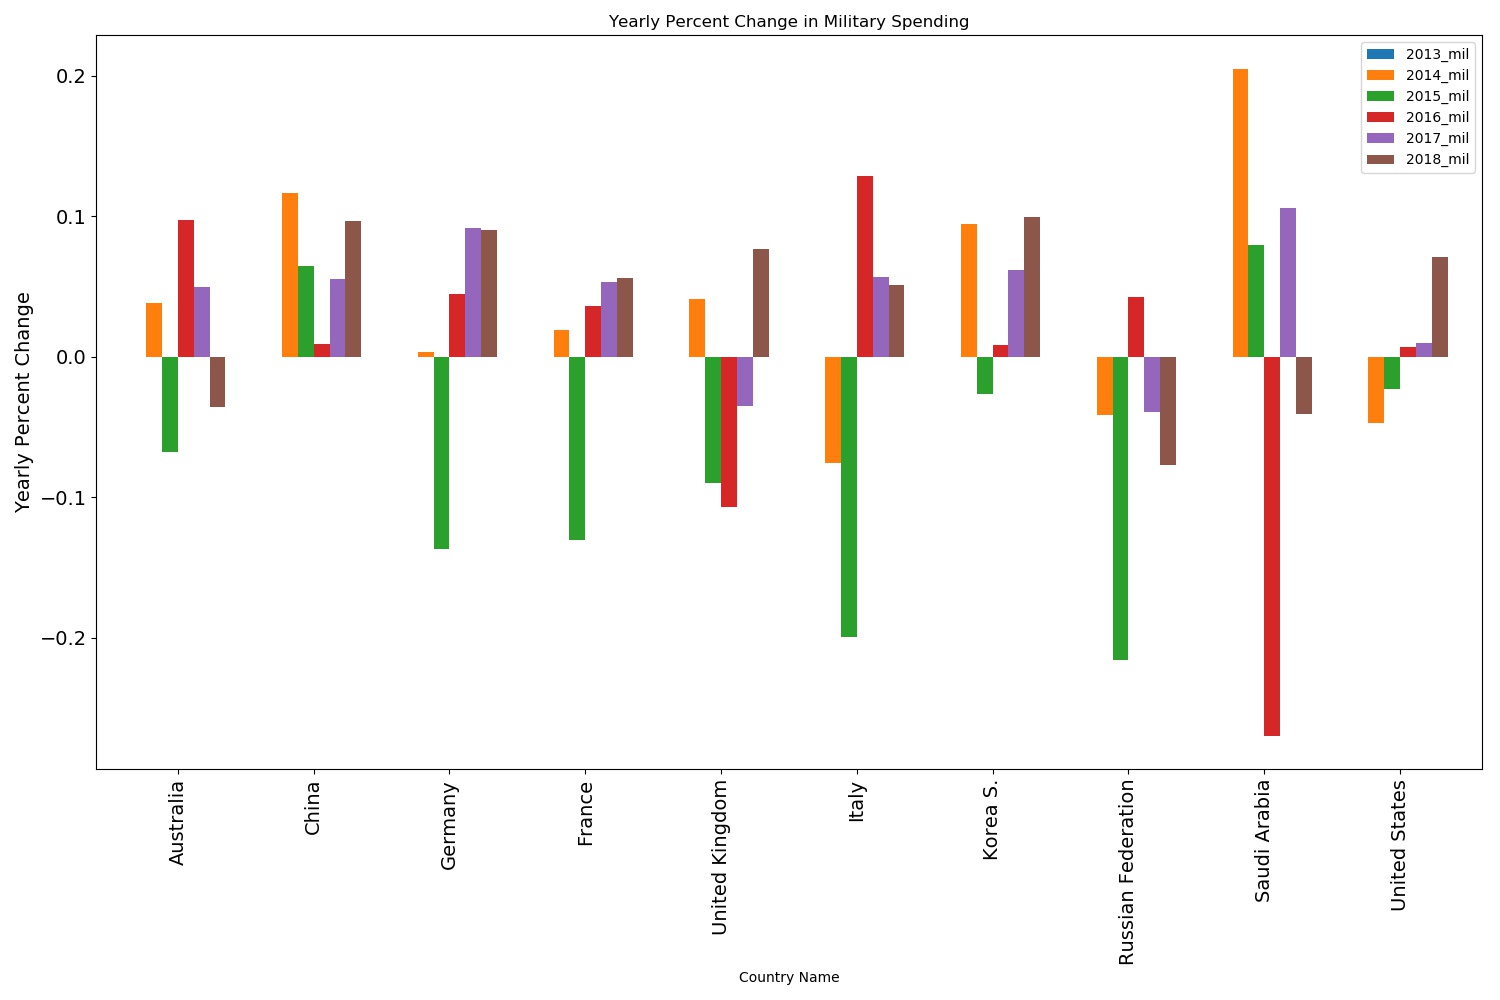 Yearly Percent Change in Military Spending
2013_mil
2014_mil
2015_mil
2016_mil
2017_mil
2018_mil
Yearly Percent Change
0.2
0.1
0.0
−0.1
−0.2
Australia
China
Germany
France
United Kingdom
Italy
Korea S.
Russian Federation
Saudi Arabia
United States
Country Name